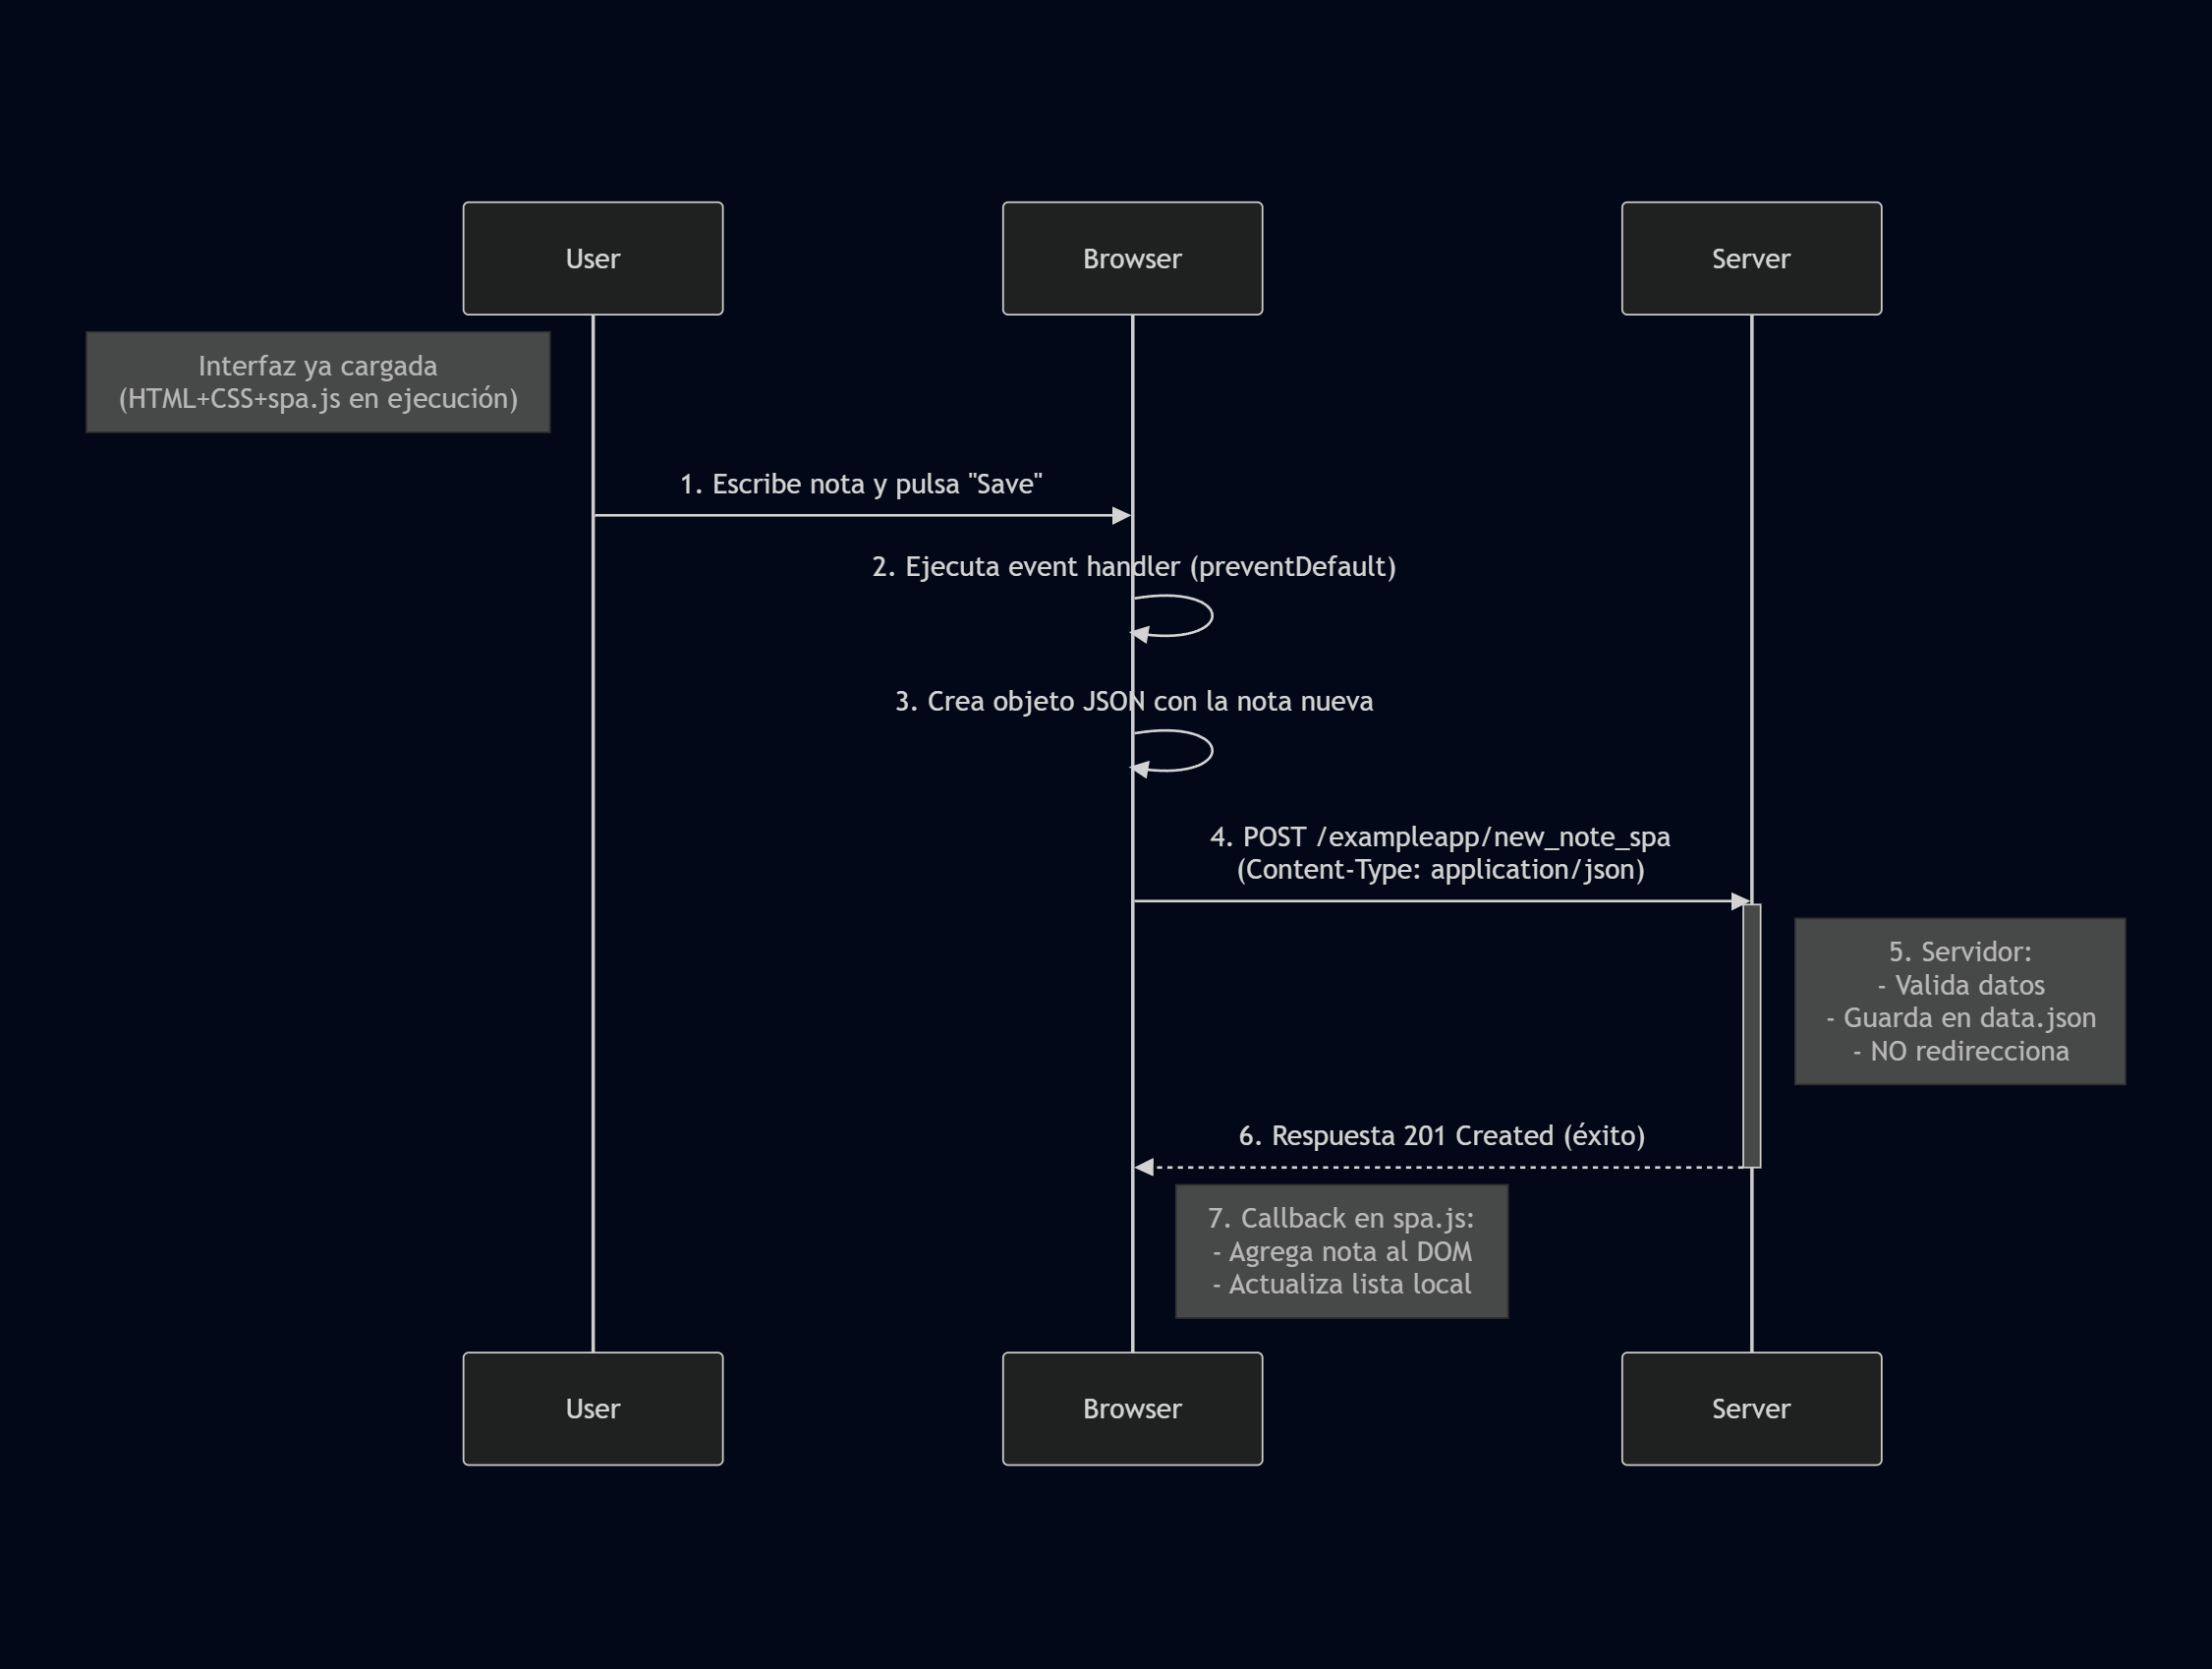 User
Browser
Server
Interfaz ya cargada
(HTML+CSS+spa.js en ejecución)
1. Escribe nota y pulsa "Save"
2. Ejecuta event handler (preventDefault)
3. Crea objeto JSON con la nota nueva
4. POST /exampleapp/new_note_spa
(Content-Type: application/json)
5. Servidor:
- Valida datos
- Guarda en data.json
- NO redirecciona
6. Respuesta 201 Created (éxito)
7. Callback en spa.js:
- Agrega nota al DOM
- Actualiza lista local
User
Browser
Server